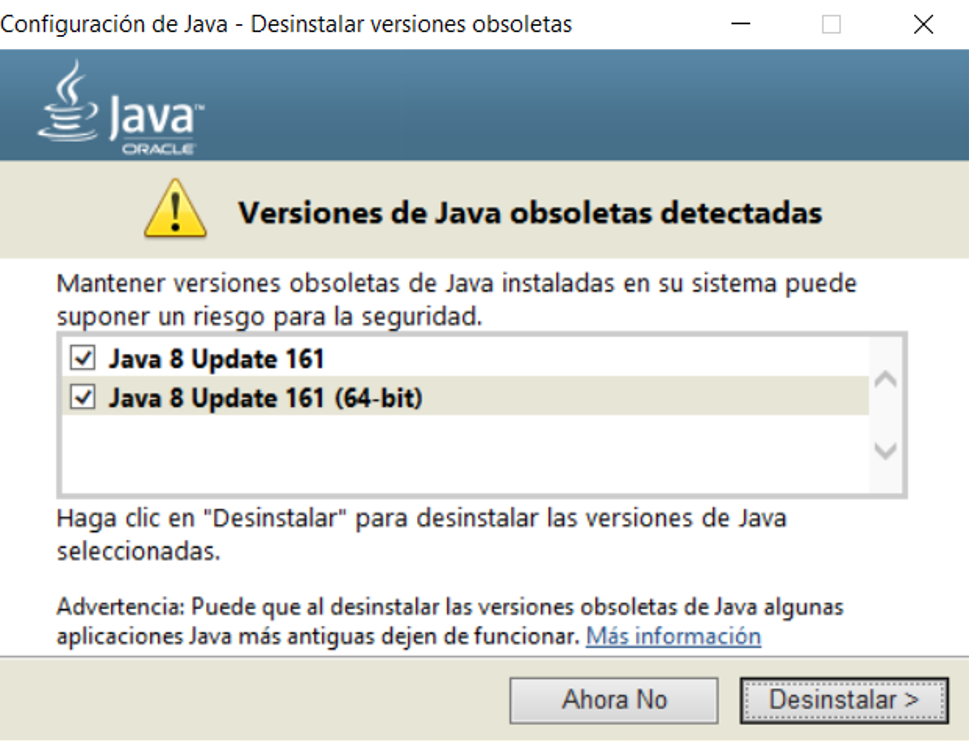 Configuración de Java - Desinstalar versiones obsoletas
Java™
ORACLE
Versiones de Java obsoletas detectadas
Mantener versiones obsoletas de Java instaladas en su sistema puede
suponer un riesgo para la seguridad.
Java 8 Update 161
Java 8 Update 161 (64-bit)
Haga clic en "Desinstalar" para desinstalar las versiones de Java
seleccionadas.
Advertencia: Puede que al desinstalar las versiones obsoletas de Java algunas
aplicaciones Java más antiguas dejen de funcionar. Más información
Ahora No
Desinstalar >